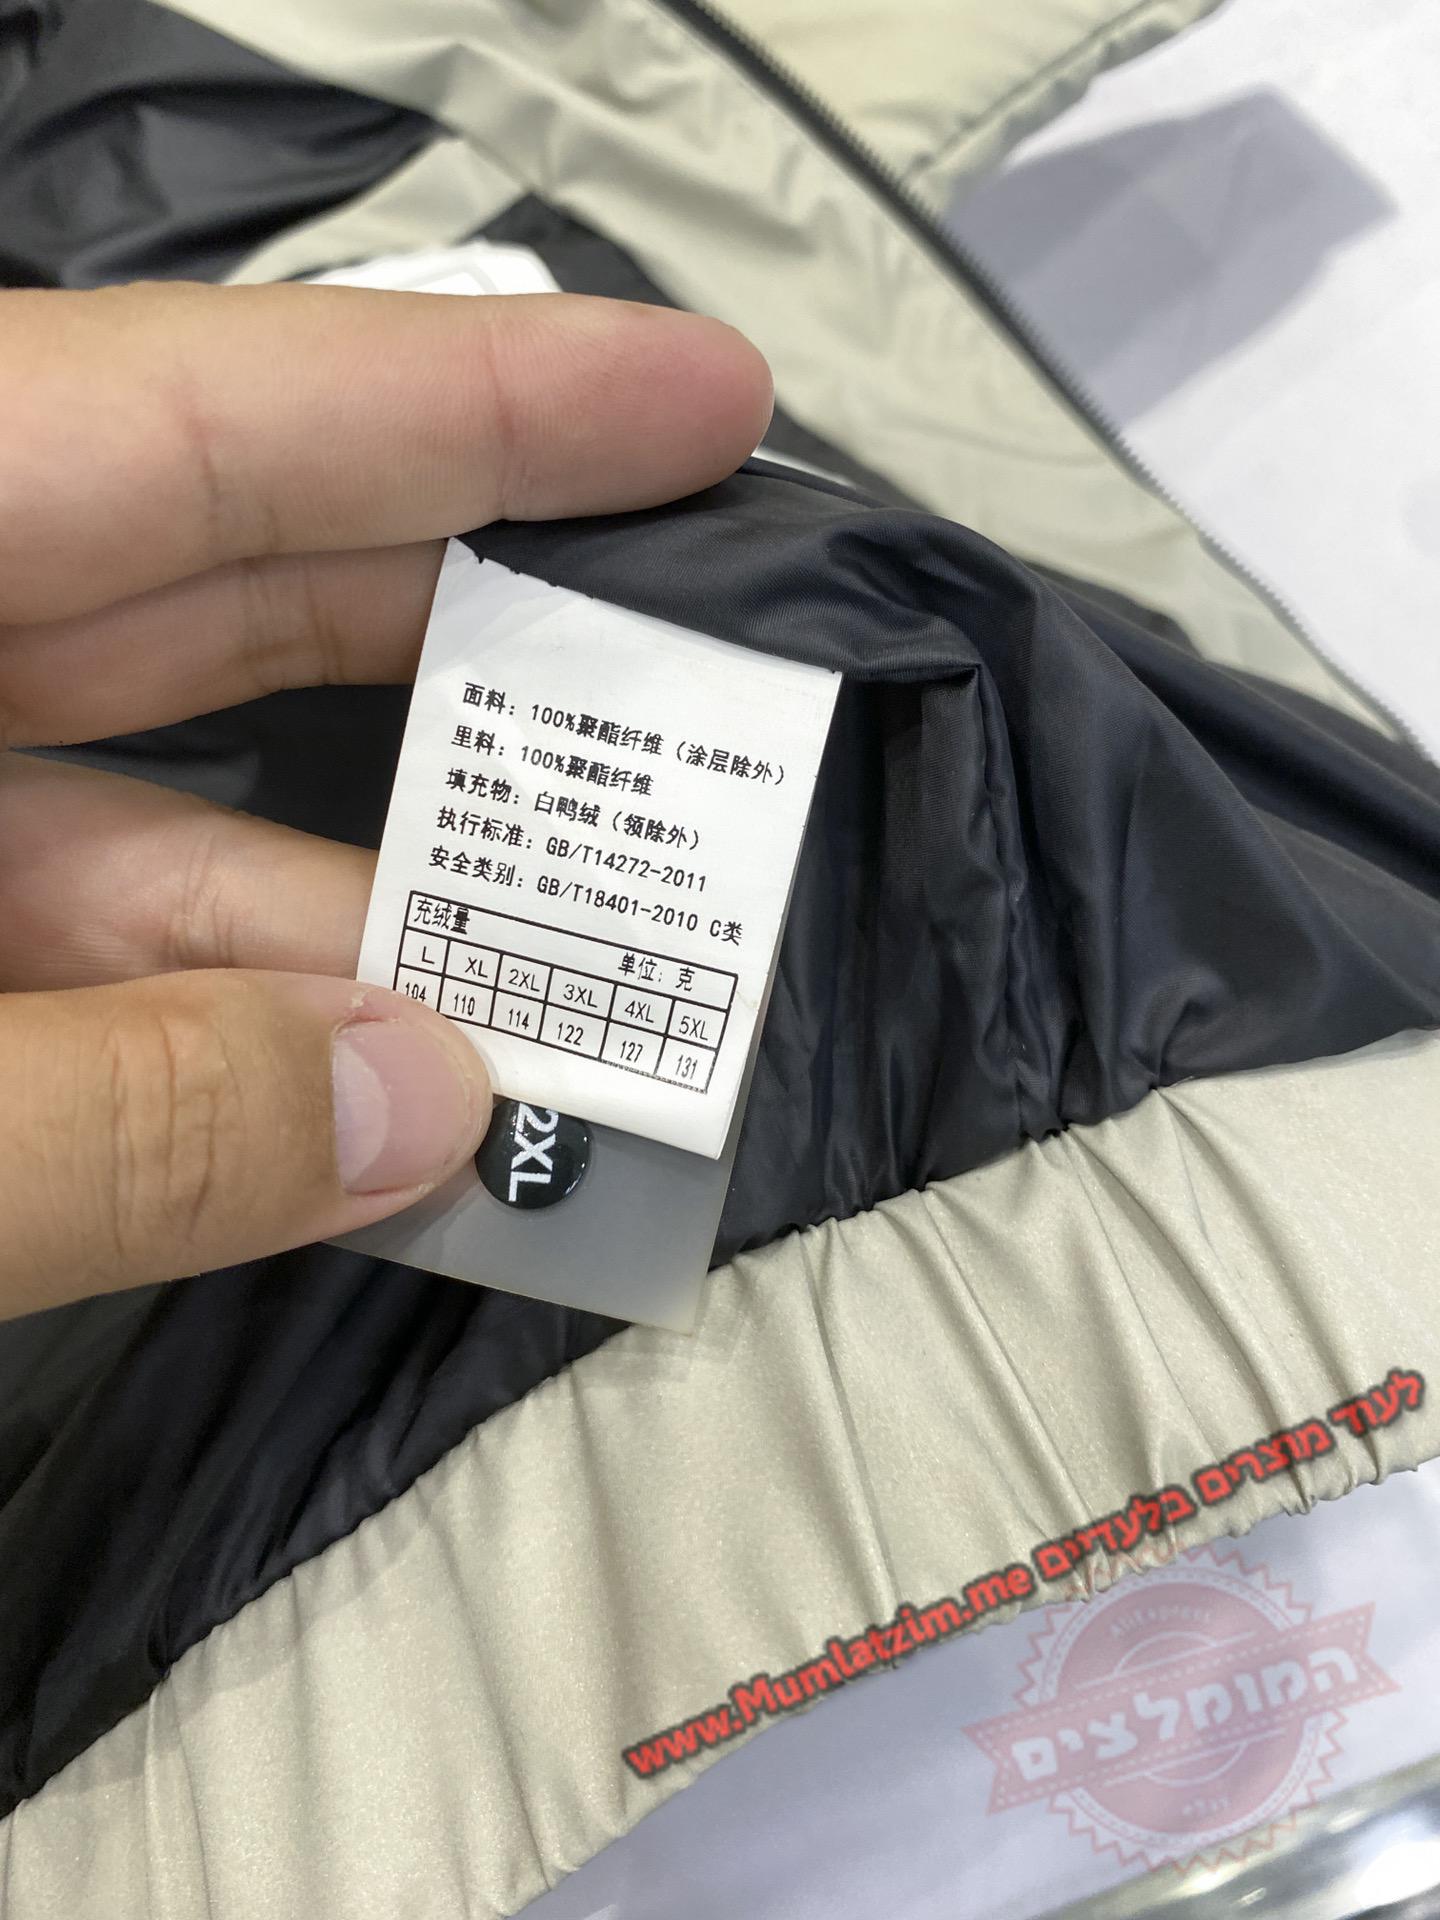 面料：100%聚酯纤维（涂层除外）
里料：100%聚酯纤维
填充物：白鸭绒（领除外）
执行标准：GB/T14272-2011
安全类别：GB/T18401-2010 C类
充绒量 单位：克
L XL 2XL 3XL 4XL 5XL
104 110 114 122 127 131
2XL
לעוד מוצרים בלעדיים www.Mumlatzim.me
AliExpress
המומלצים
eBay